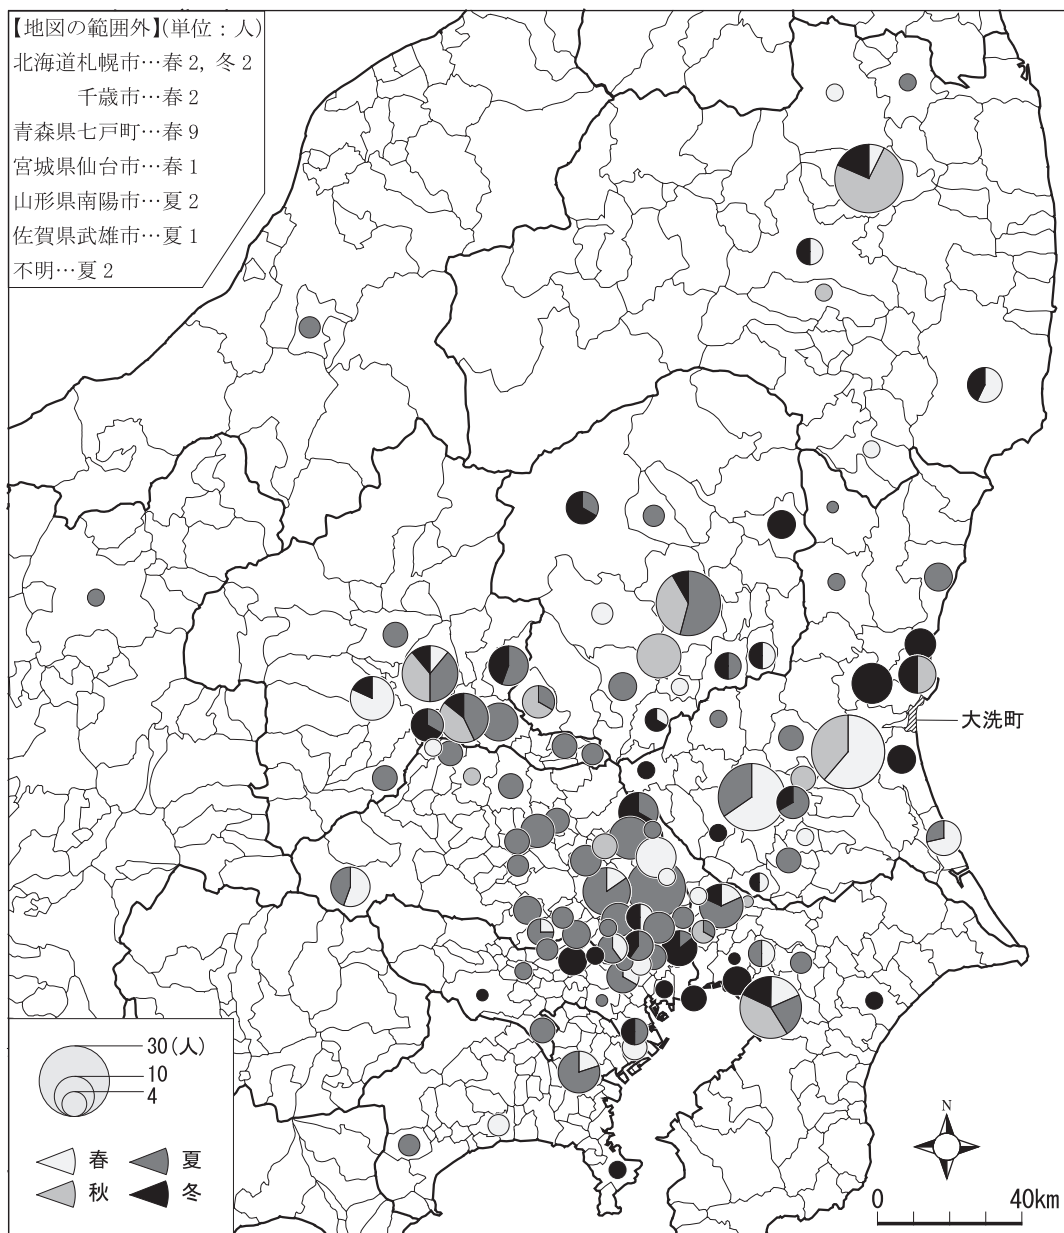 【地図の範囲外】(単位:人)
北海道札幌市…春2, 冬2
千歳市…春2
青森県七戸町…春9
宮城県仙台市…春1
山形県南陽市…夏2
佐賀県武雄市…夏1
不明…夏2
大洗町
30(人)
10
4
春 夏
秋 冬
N
0 40km